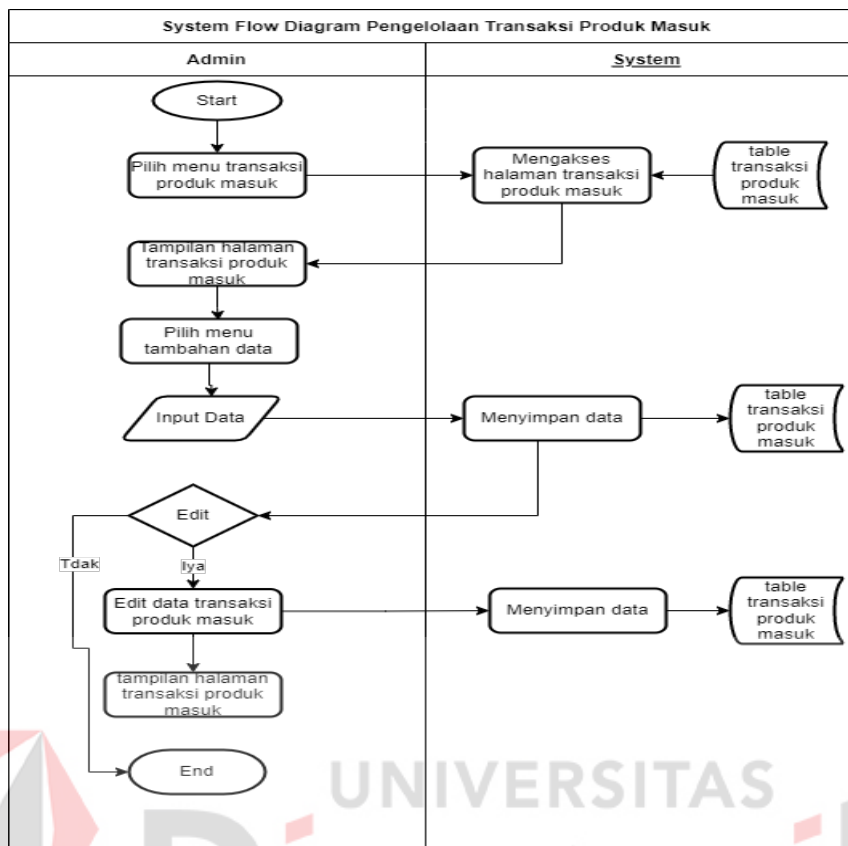 System Flow Diagram Pengelolaan Transaksi Produk Masuk
Admin
System
Start
Pilih menu transaksi
produk masuk
Mengakses
halaman transaksi
produk masuk
table
transaksi
produk
masuk
Tampilan halaman
transaksi produk
masuk
Pilih menu
tambahan data
Input Data
Menyimpan data
table
transaksi
produk
masuk
Edit
Tdak
Iya
Edit data transaksi
produk masuk
Menyimpan data
table
transaksi
produk
masuk
tampilan halaman
transaksi produk
masuk
End
UNIVERSITAS